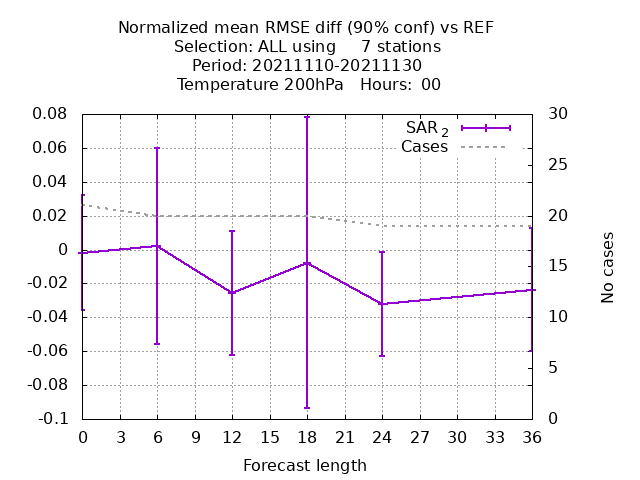 Normalized mean RMSE diff (90% conf) vs REF
Selection: ALL using 7 stations
Period: 20211110-20211130
Temperature 200hPa Hours: 00
SAR 2
Cases
0.08
0.06
0.04
0.02
0
-0.02
-0.04
-0.06
-0.08
-0.1
30
25
20
15
10
5
0
No cases
0 3 6 9 12 15 18 21 24 27 30 33 36
Forecast length